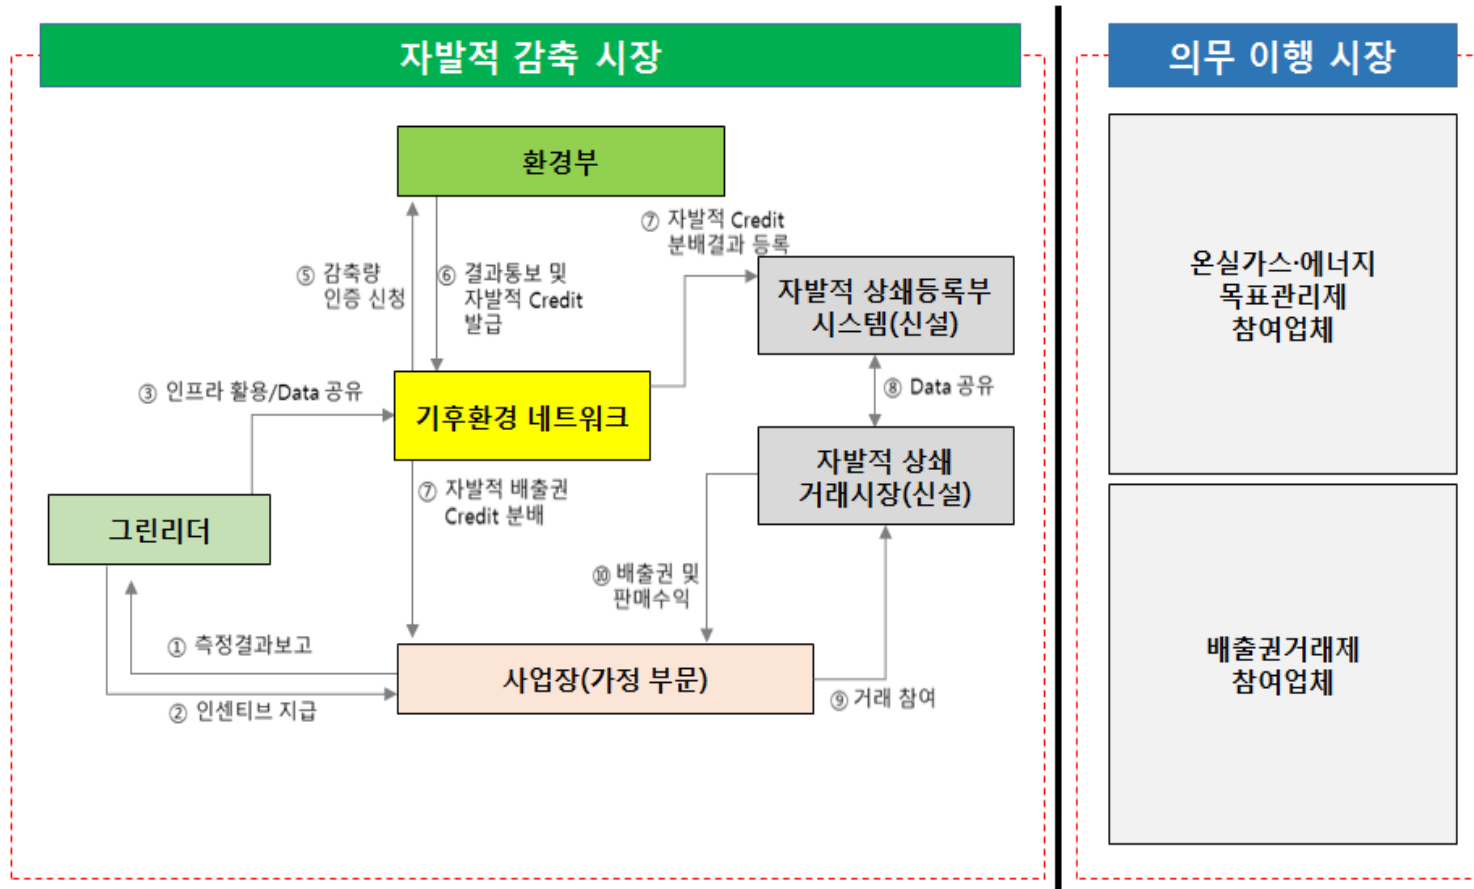 자발적 감축 시장
의무 이행 시장
환경부
⑦ 자발적 Credit
분배결과 등록
⑤ 감축량
인증 신청
⑥ 결과통보 및
자발적 Credit
발급
자발적 상쇄등록부
시스템(신설)
온실가스·에너지
목표관리제
참여업체
③ 인프라 활용/Data 공유
기후환경 네트워크
⑧ Data 공유
자발적 상쇄
거래시장(신설)
⑦ 자발적 배출권
Credit 분배
그린리더
⑩ 배출권 및
판매수익
① 측정결과보고
사업장(가정 부문)
② 인센티브 지급
⑨ 거래 참여
배출권거래제
참여업체